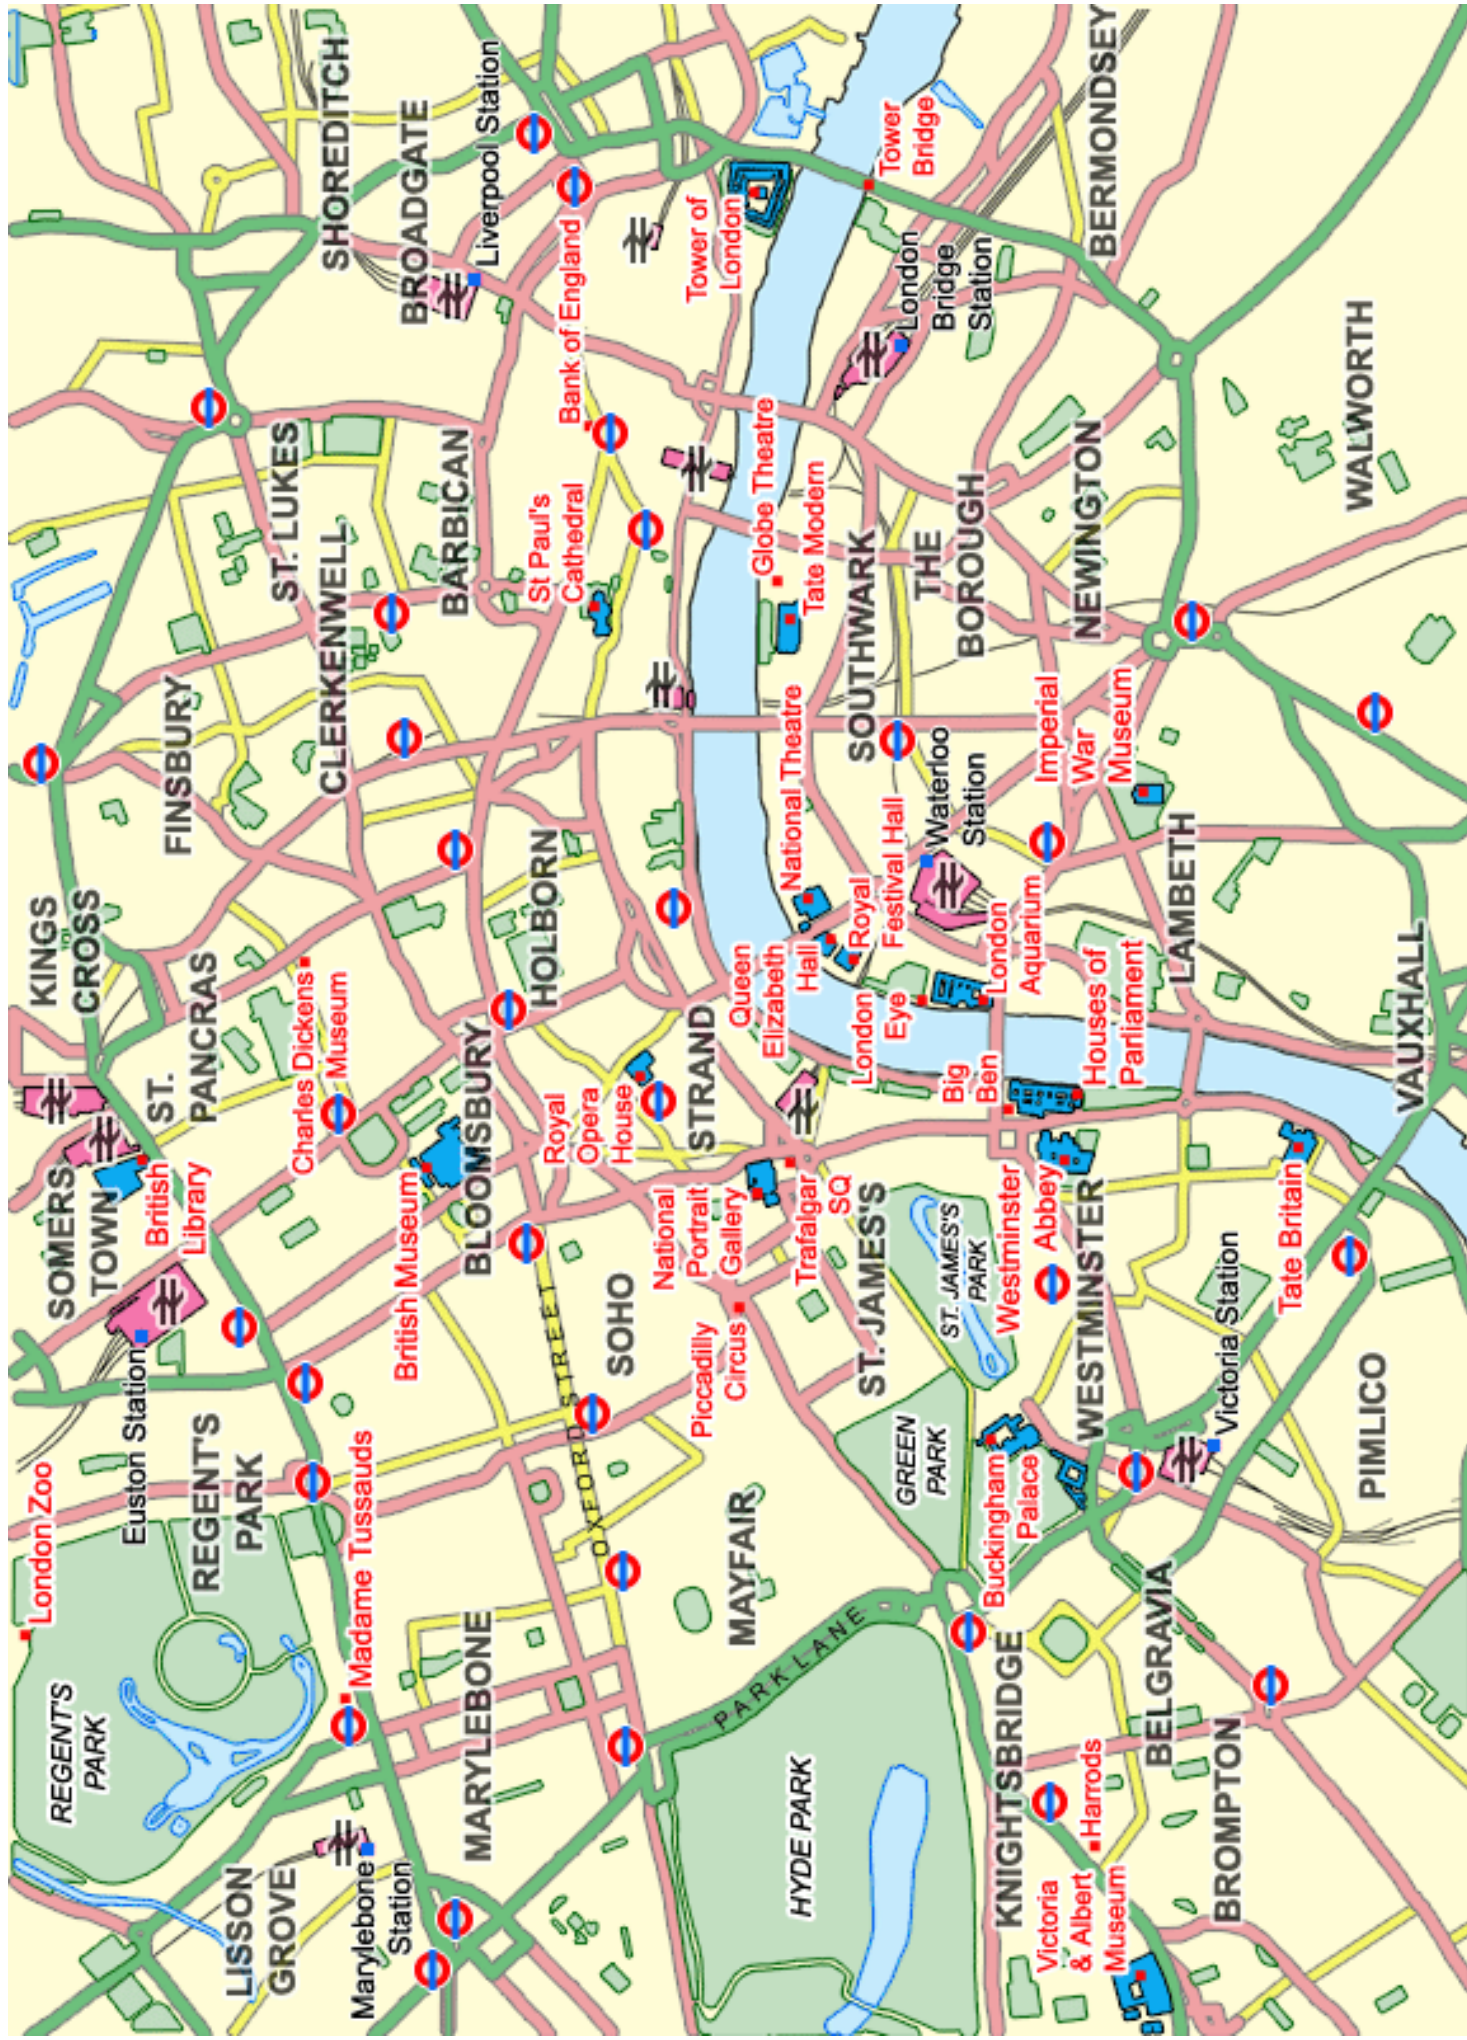 London Zoo
REGENT'S
PARK
REGENT'S
PARK
Euston Station
SOMERS
TOWN
British
Library
KINGS
CROSS
ST.
PANCRAS
FINSBURY
ST. LUKES
CLERKENWELL
SHOREDITCH
BROADGATE
Liverpool Station
LISSON
GROVE
Marylebone
Station
Madame Tussauds
MARYLEBONE
Charles Dickens
Museum
British Museum
BLOOMSBURY
HOLBORN
BARBICAN
St Paul's
Cathedral
Bank of England
OXFORD STREET
SOHO
Royal
Opera
House
STRAND
National
Portrait
Gallery
Piccadilly
Circus
Trafalgar
SQ
MAYFAIR
PARK LANE
HYDE PARK
GREEN
PARK
ST. JAMES'S
ST. JAMES'S
PARK
Queen
Elizabeth
Hall
National Theatre
Royal
Festival Hall
London
Eye
Globe Theatre
Tate Modern
Tower of
London
Tower
Bridge
London
Bridge
Station
SOUTHWARK
THE
BOROUGH
Waterloo
Station
London
Aquarium
Big
Ben
Houses of
Parliament
Westminster
Abbey
WESTMINSTER
Buckingham
Palace
KNIGHTSBRIDGE
Victoria
& Albert
Museum
Harrods
BELGRAVIA
BROMPTON
Victoria Station
Tate Britain
PIMLICO
LAMBETH
Imperial
War
Museum
NEWINGTON
BERMONDSEY
WALWORTH
VAUXHALL